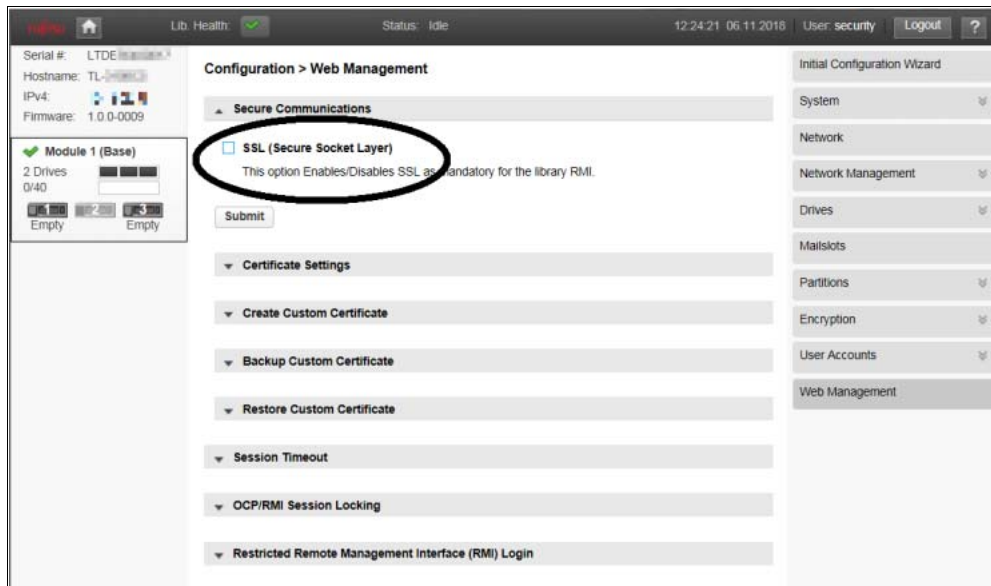 Lib. Health: Status: Idle 12:24:21 06.11.2018 User: security Logout ?
Serial #: LTDE
Hostname: TL-
IPv4:
Firmware: 1.0.0-0009
Module 1 (Base)
2 Drives
0/40
Empty Empty
Configuration > Web Management
Secure Communications
SSL (Secure Socket Layer)
This option Enables/Disables SSL as mandatory for the library RMI.
Submit
Certificate Settings
Create Custom Certificate
Backup Custom Certificate
Restore Custom Certificate
Session Timeout
OCP/RMI Session Locking
Restricted Remote Management Interface (RMI) Login
Initial Configuration Wizard
System
Network
Network Management
Drives
Mailslots
Partitions
Encryption
User Accounts
Web Management